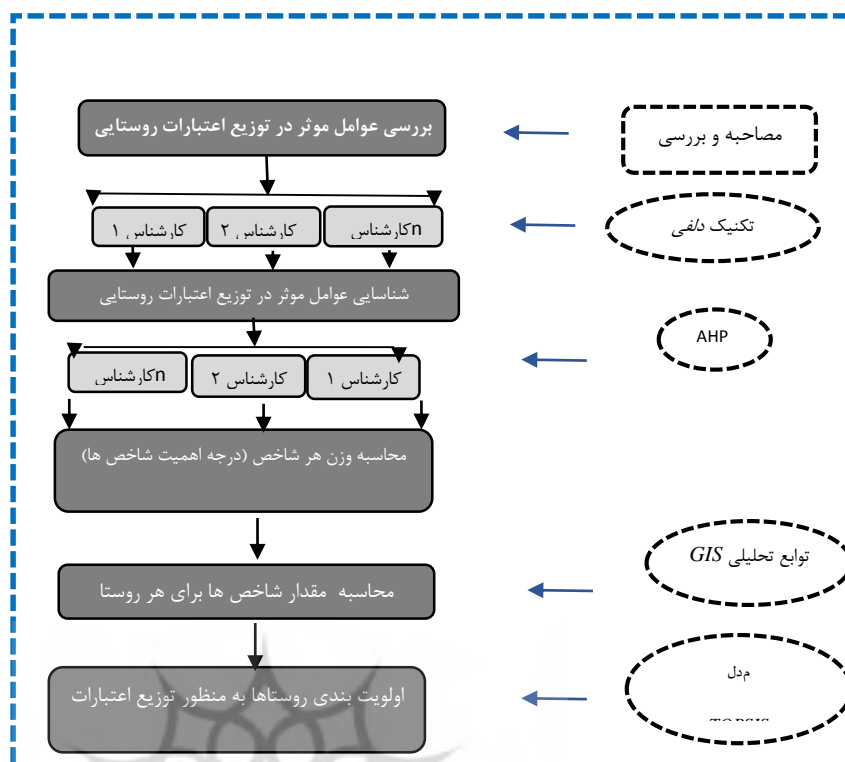 بررسی عوامل موثر در توزیع اعتبارات روستایی
مصاحبه و بررسی
کارشناس ۱
کارشناس ۲
کارشناس n
تکنیک دلفی
شناسایی عوامل موثر در توزیع اعتبارات روستایی
AHP
کارشناس ۱
کارشناس ۲
کارشناس n
محاسبه وزن هر شاخص (درجه اهمیت شاخص ها)
توابع تحلیلی GIS
محاسبه مقدار شاخص ها برای هر روستا
مدل
TOPSIS
اولویت بندی روستاها به منظور توزیع اعتبارات